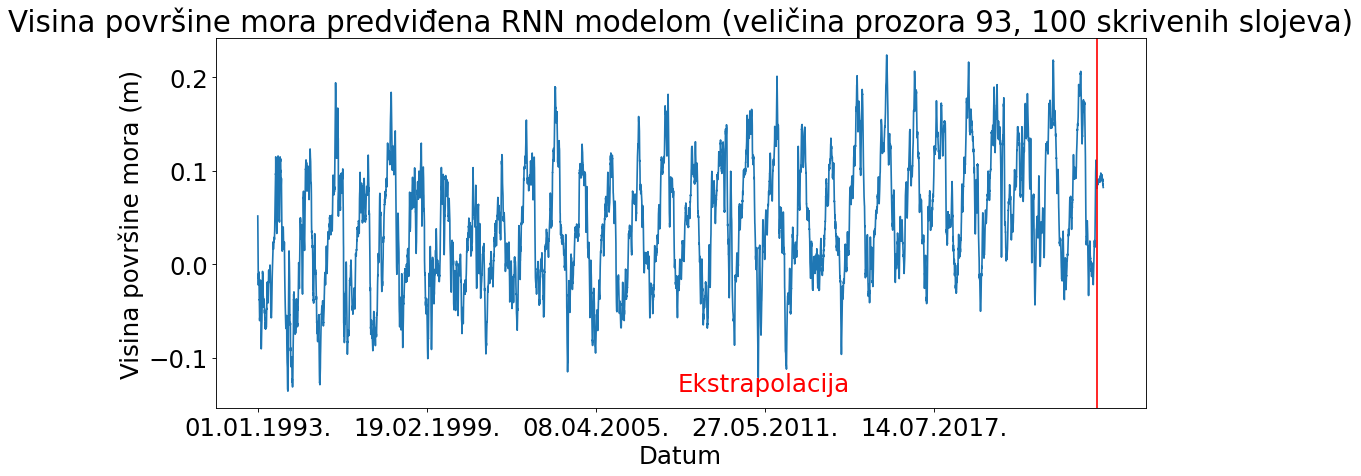 Visina površine mora predviđena RNN modelom (veličina prozora 93, 100 skrivenih slojeva)
Visina površine mora (m)
0.2
0.1
0.0
−0.1
Ekstrapolacija
01.01.1993. 19.02.1999. 08.04.2005. 27.05.2011. 14.07.2017.
Datum